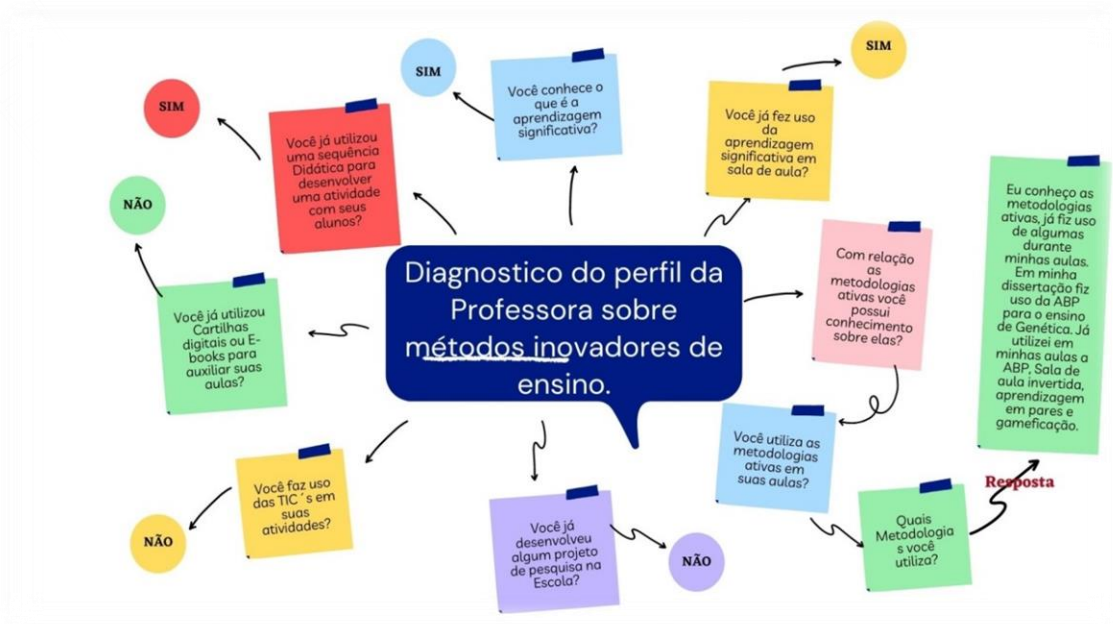 SIM
Você já utilizou
uma sequência
Didática para
desenvolver
uma atividade
com seus
alunos?
SIM
Você conhece o
que é a
aprendizagem
significativa?
SIM
Você já fez uso
da
aprendizagem
significativa em
sala de aula?
NÃO
Você já utilizou
Cartilhas
digitais ou E-
books para
auxiliar suas
aulas?
Diagnostico do perfil da
Professora sobre
métodos inovadores de
ensino.
Com relação
as
metodologias
ativas você
possui
conhecimento
sobre elas?
Você utiliza as
metodologias
ativas em
suas aulas?
Quais
Metodologia
s você
utiliza?
Resposta
Eu conheço as
metodologias
ativas, já fiz uso
de algumas
durante
minhas aulas.
Em minha
dissertação fiz
uso da ABP
para o ensino
de Genética. Já
utilizei em
minhas aulas a
ABP, Sala de
aula invertida,
aprendizagem
em pares e
gameficação.
NÃO
Você faz uso
das TIC´s em
suas
atividades?
Você já
desenvolveu
algum projeto
de pesquisa na
Escola?
NÃO